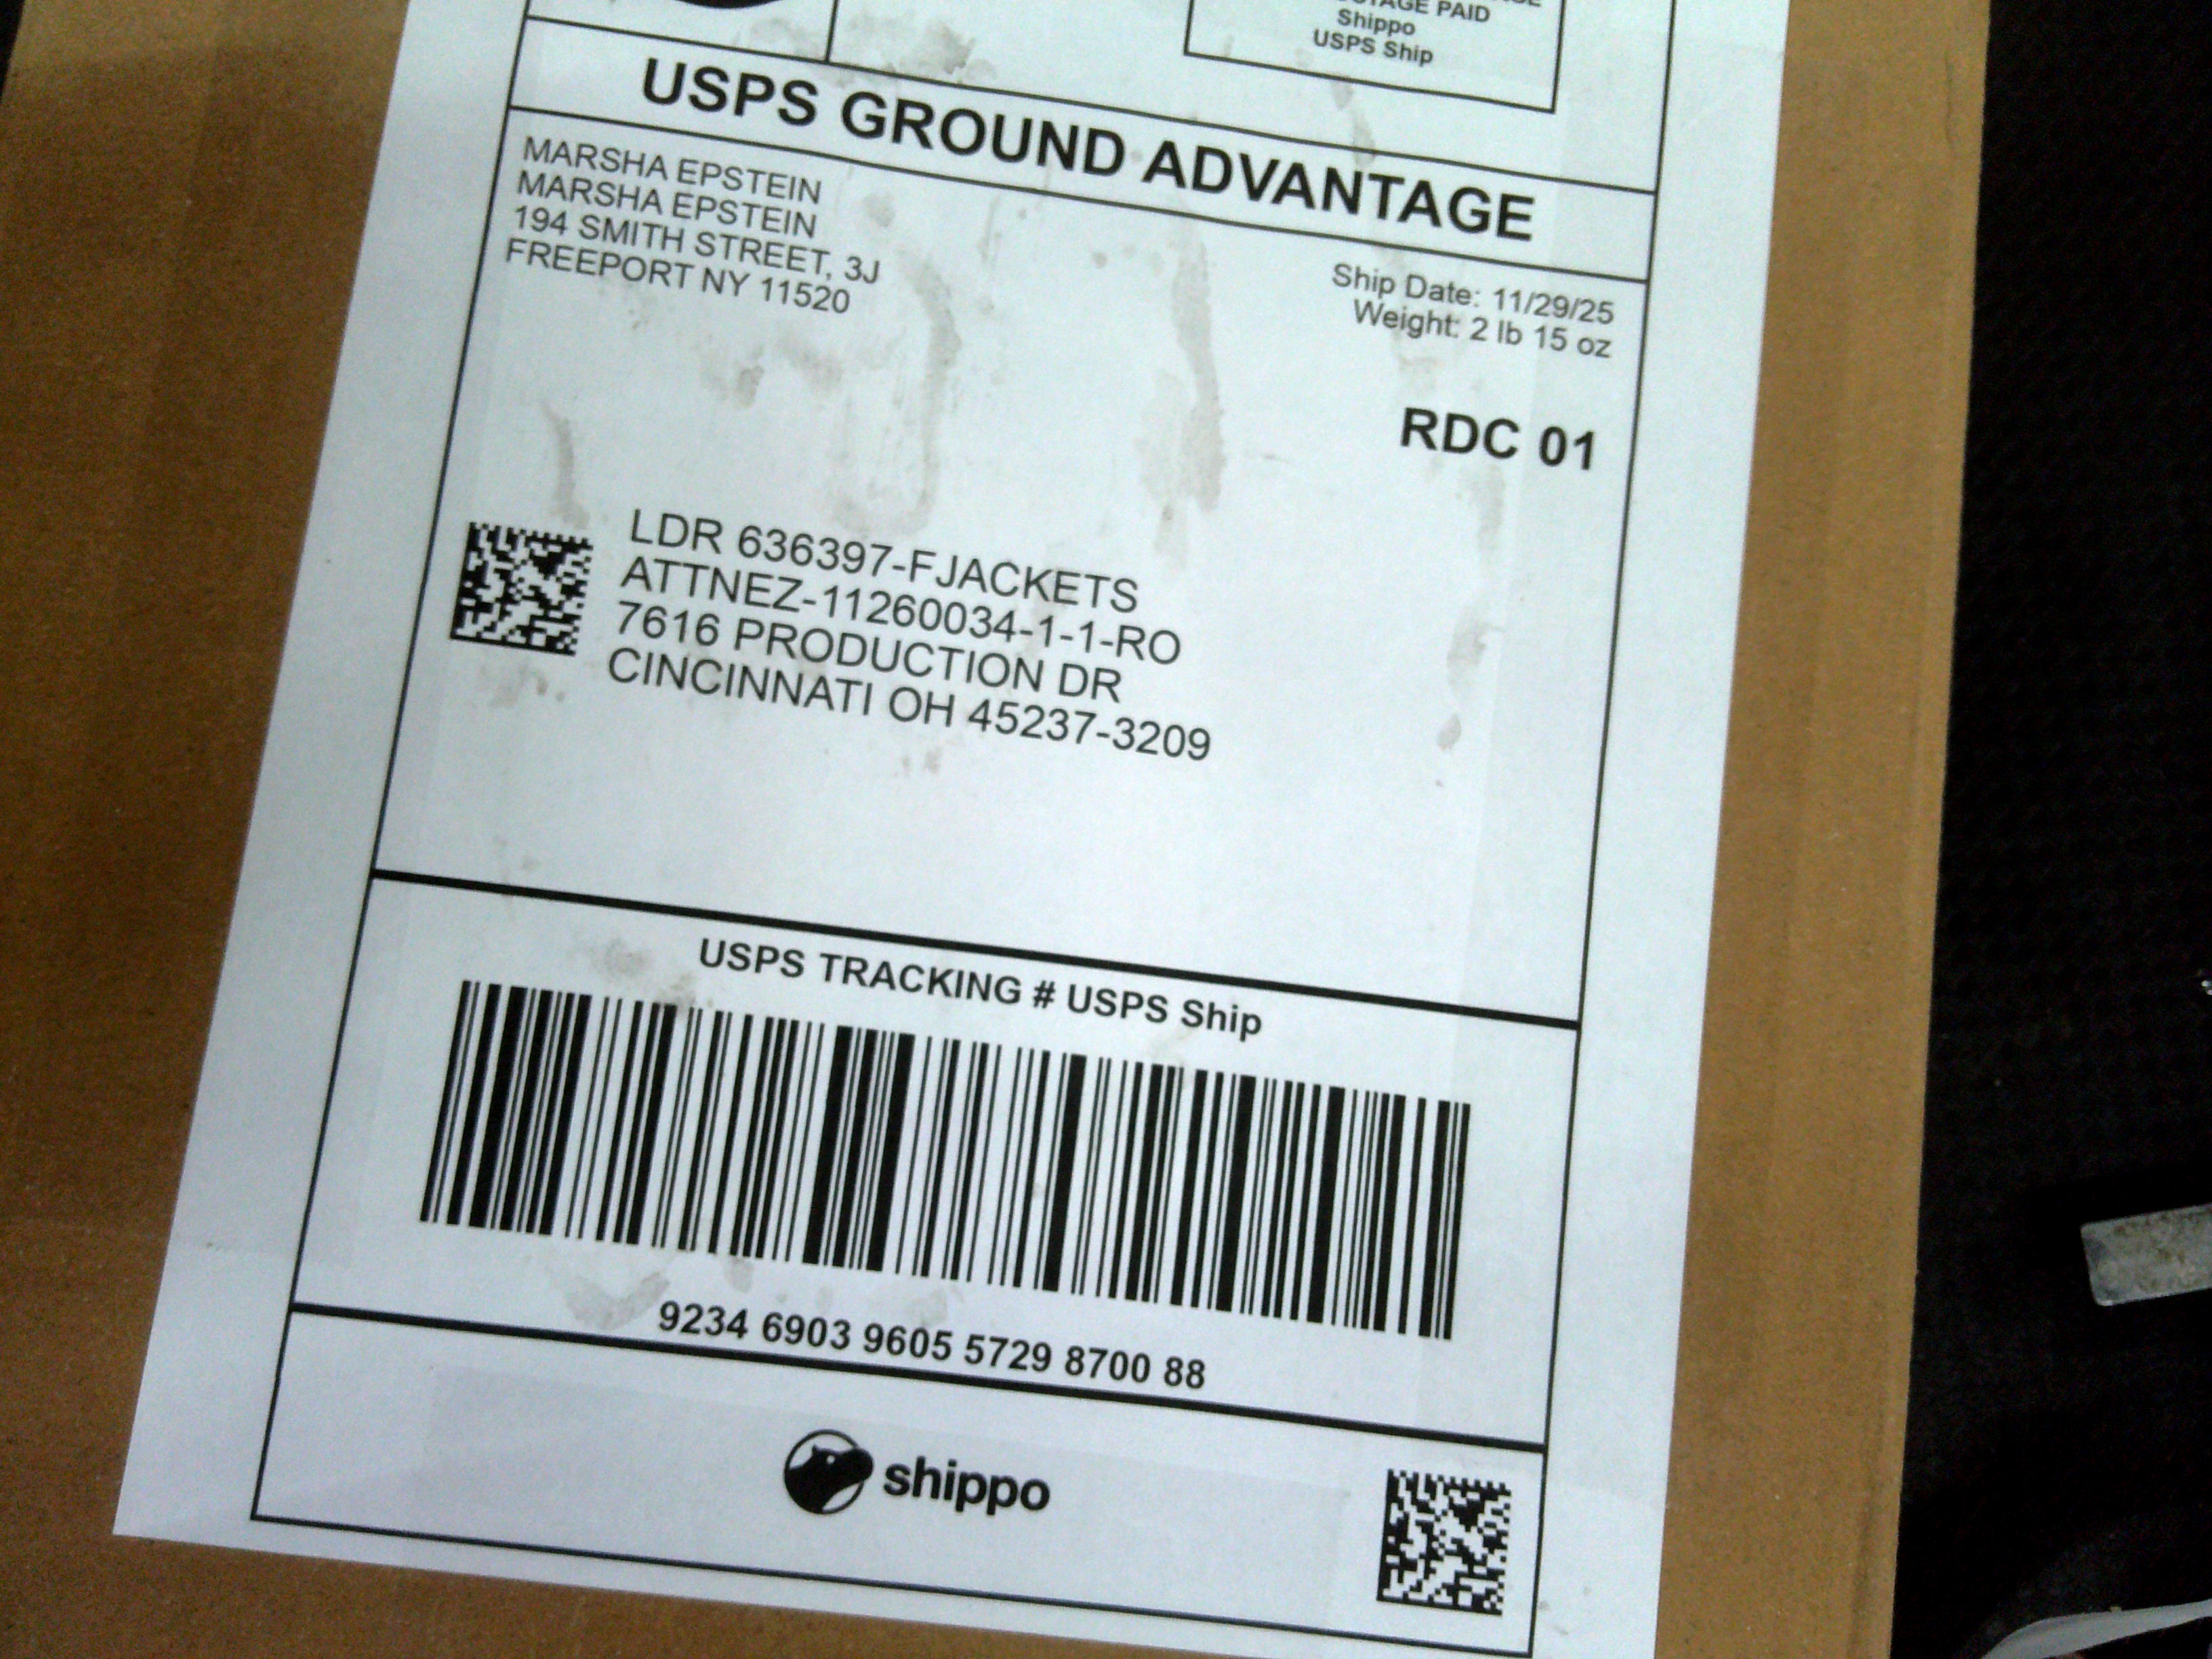 PAID
Shippo
USPS Ship
USPS GROUND ADVANTAGE
MARSHA EPSTEIN
MARSHA EPSTEIN
194 SMITH STREET, 3J
FREEPORT NY 11520
Ship Date: 11/29/25
Weight: 2 lb 15 oz
RDC 01
LDR 636397-FJACKETS
ATTNEZ-11260034-1-1-RO
7616 PRODUCTION DR
CINCINNATI OH 45237-3209
USPS TRACKING # USPS Ship
9234 6903 9605 5729 8700 88
shippo